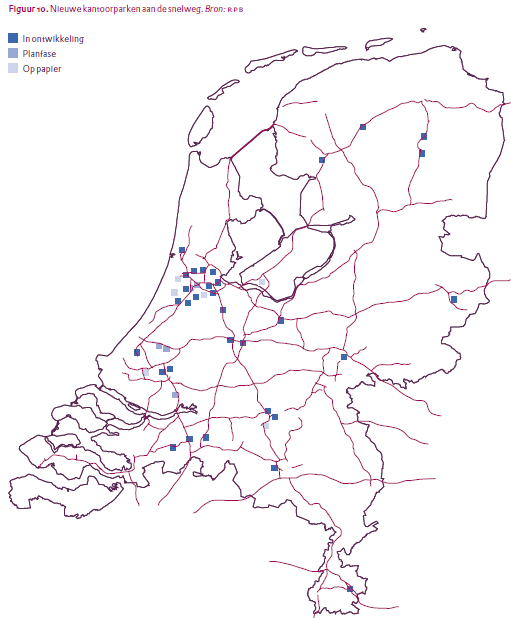 Figuur 10. Nieuwe kantoorparken aan de snelweg. Bron: RPB
In ontwikkeling
Planfase
Op papier